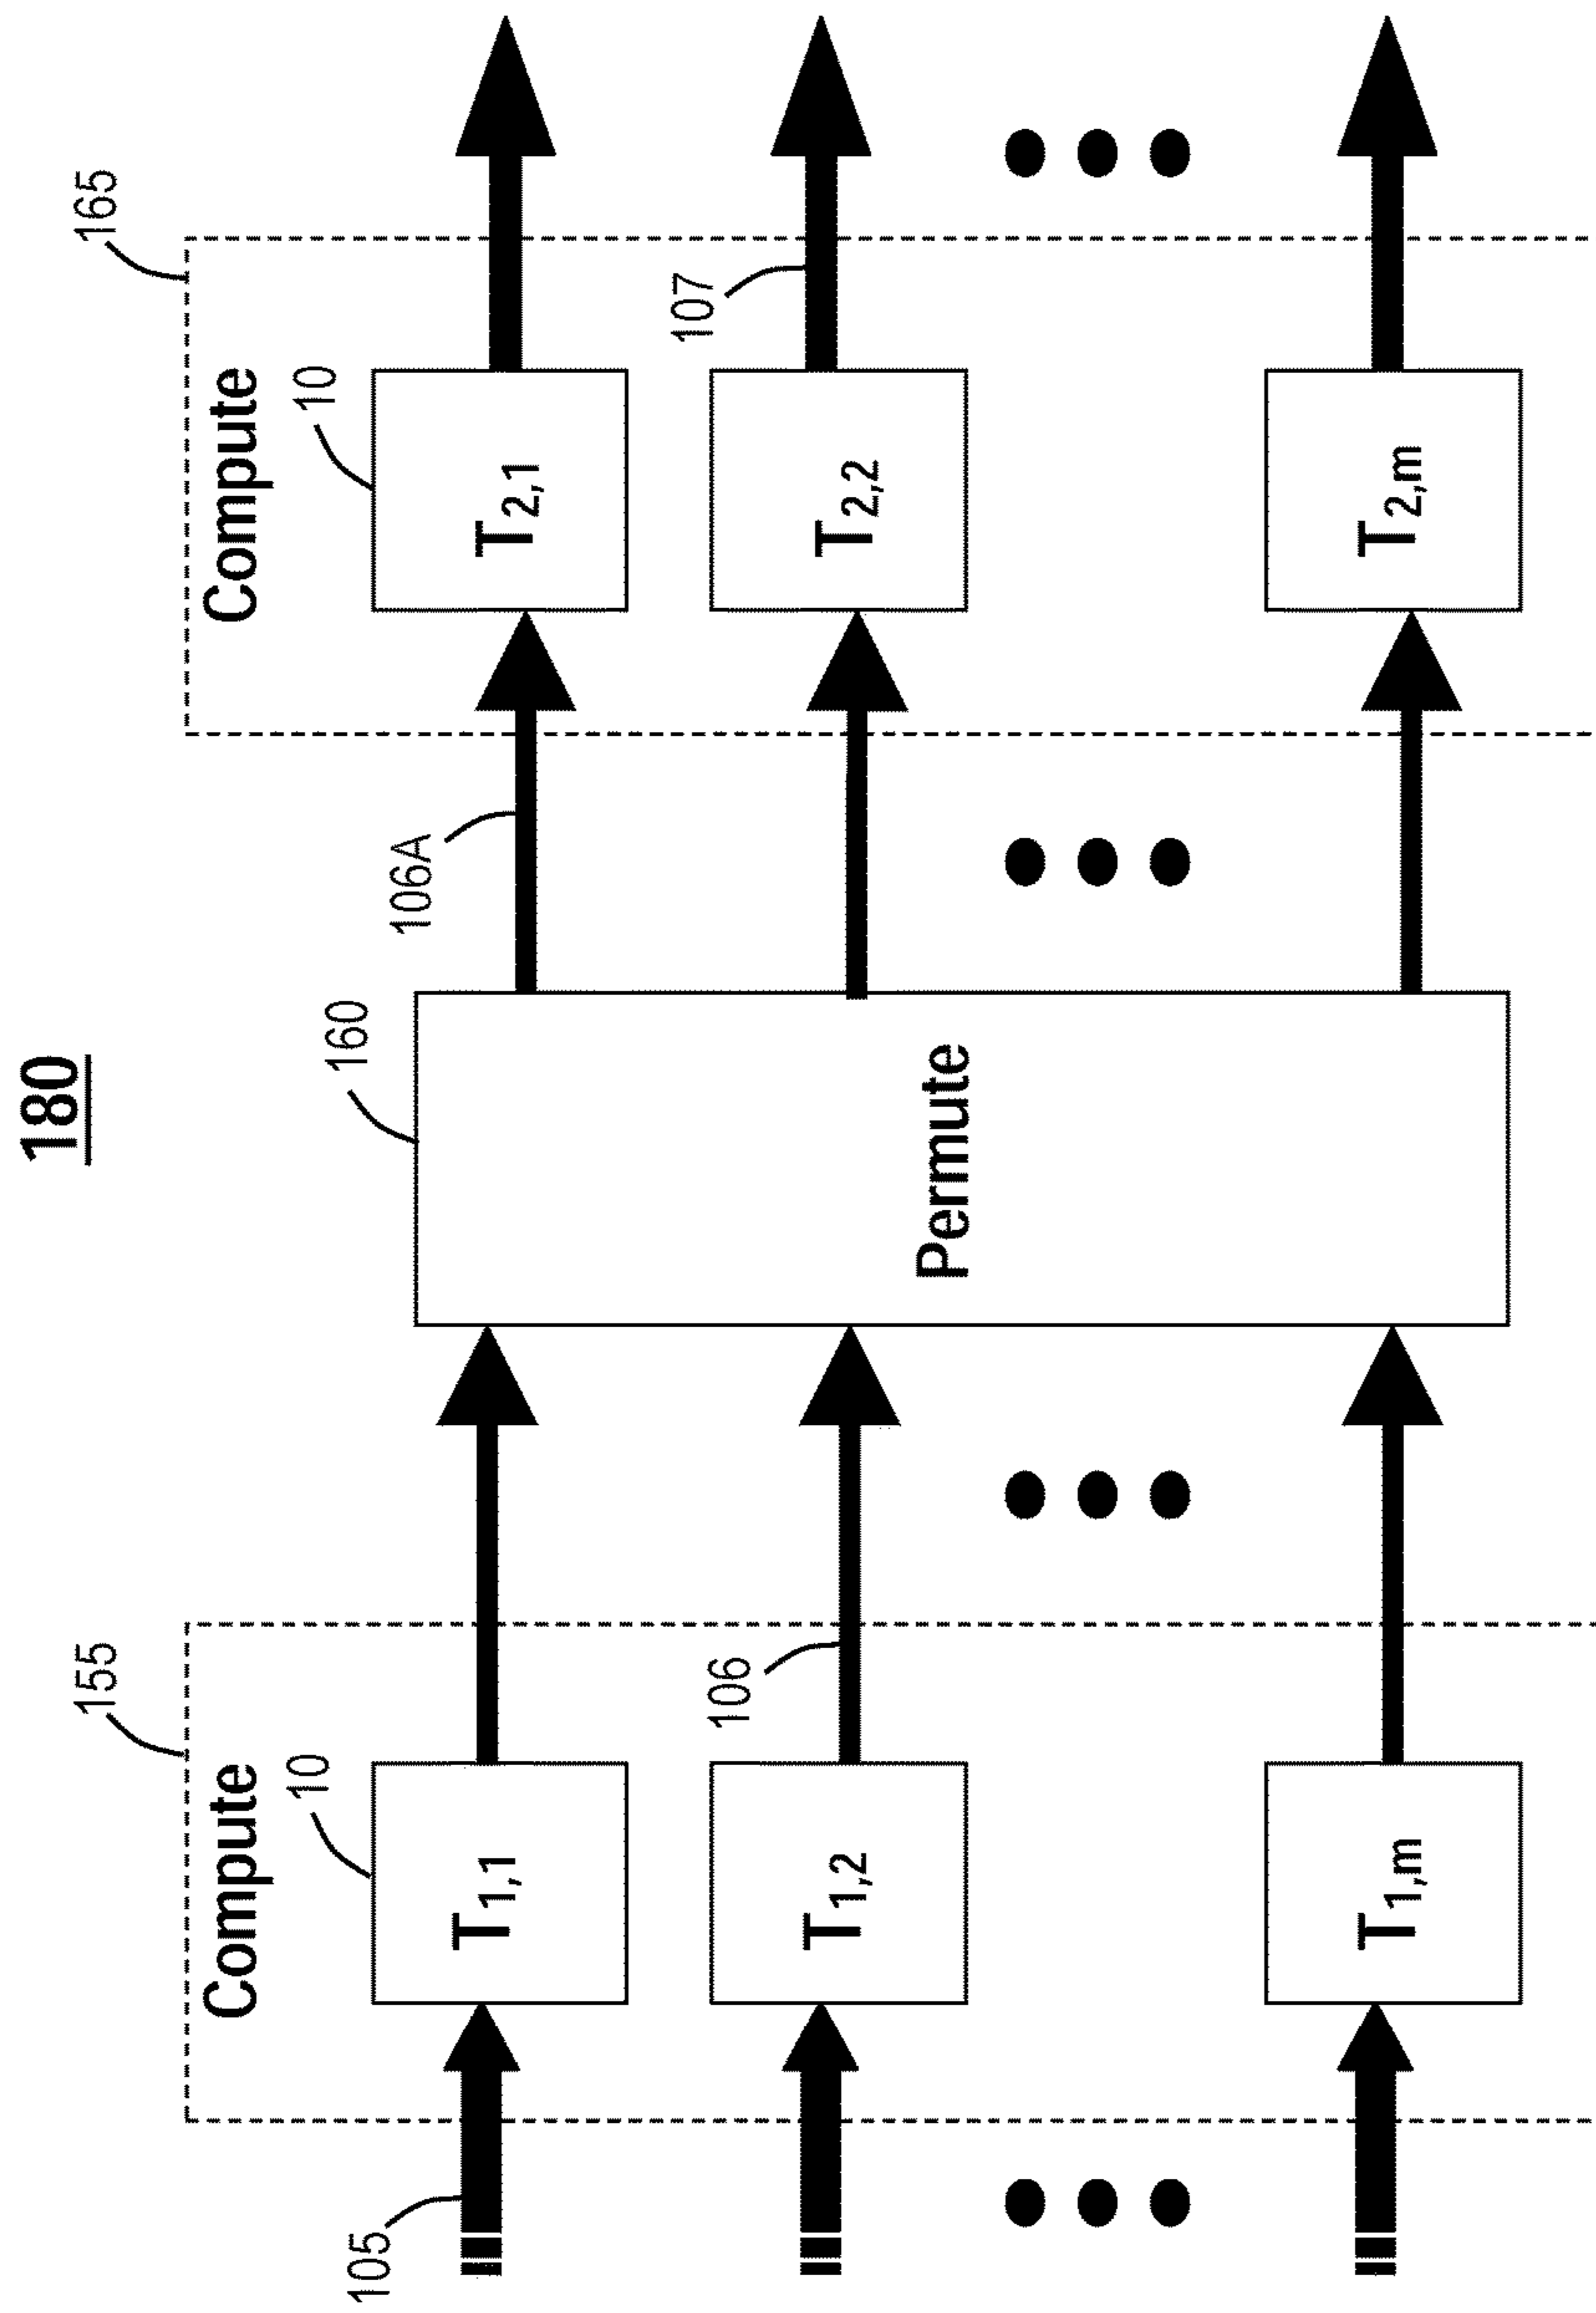 180
155
160
165
Compute
Compute
10
106A
10
105
T1,1
T2,1
106
107
T1,2
Permute
T2,2
T1,m
T2,m